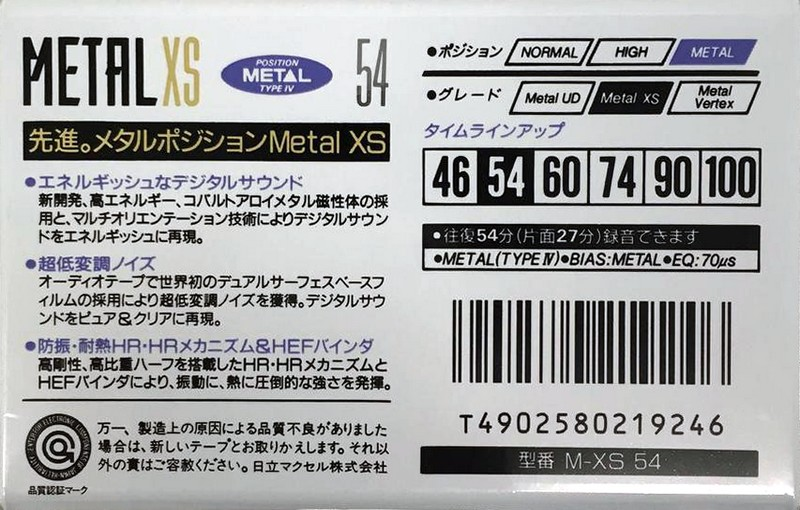 METAL XS
POSITION
METAL
TYPE IV
54
先進。メタルポジションMetal XS
●エネルギッシュなデジタルサウンド
新開発、高エネルギー、コバルトアロイメタル磁性体の採
用と、マルチオリエンテーション技術によりデジタルサウン
ドをエネルギッシュに再現。
●超低変調ノイズ
オーディオテープで世界初のデュアルサーフェスベースフ
ィルムの採用により超低変調ノイズを獲得。デジタルサウ
ンドをピュア&クリアに再現。
●防振・耐熱HR・HRメカニズム&HEFバインダ
高剛性、高比重ハーフを搭載したHR・HRメカニズムと
HEFバインダにより、振動に、熱に圧倒的な強さを発揮。
品質認証マーク
万一、製造上の原因による品質不良がありました
場合は、新しいテープとお取りかえします。それ以
外の責はご容赦ください。日立マクセル株式会社
●ポジション NORMAL HIGH METAL
●グレード Metal UD Metal XS Metal Vertex
タイムラインアップ
46 54 60 74 90 100
●往復54分(片面27分)録音できます
●METAL(TYPE IV)●BIAS:METAL●EQ:70μs
T4902580219246
型番 M-XS 54